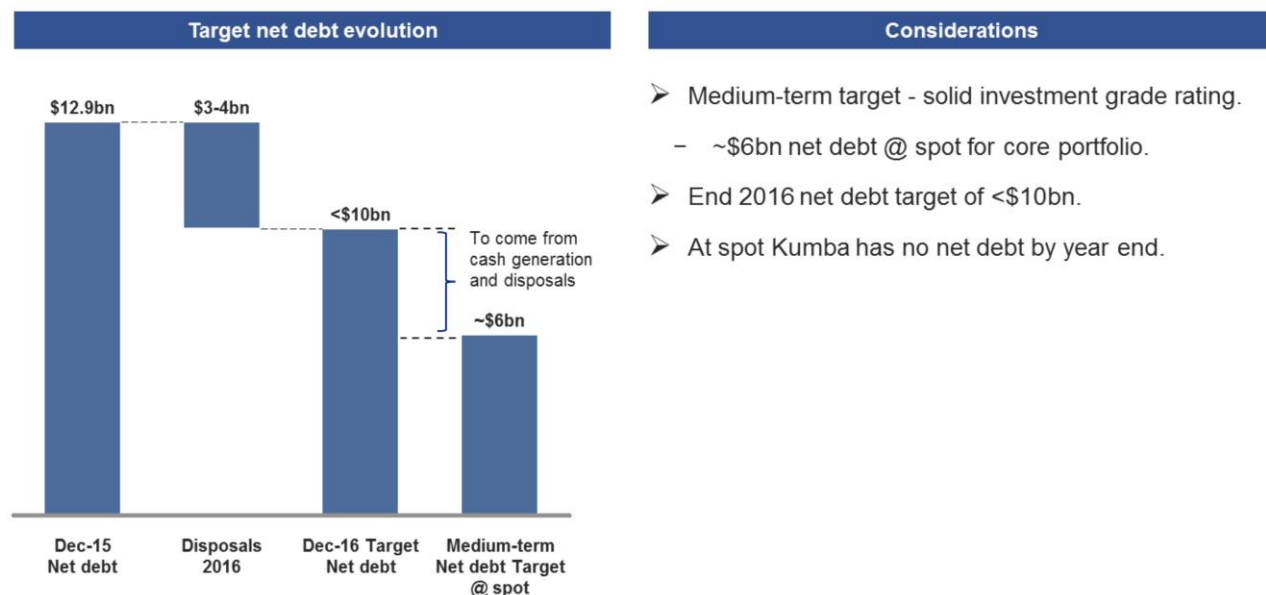 Target net debt evolution
$12.9bn
$3-4bn
<$10bn
To come from
cash generation
and disposals
~$6bn
Dec-15
Net debt
Disposals
2016
Dec-16 Target
Net debt
Medium-term
Net debt Target
@ spot
Considerations
➢ Medium-term target - solid investment grade rating.
– ~$6bn net debt @ spot for core portfolio.
➢ End 2016 net debt target of <$10bn.
➢ At spot Kumba has no net debt by year end.